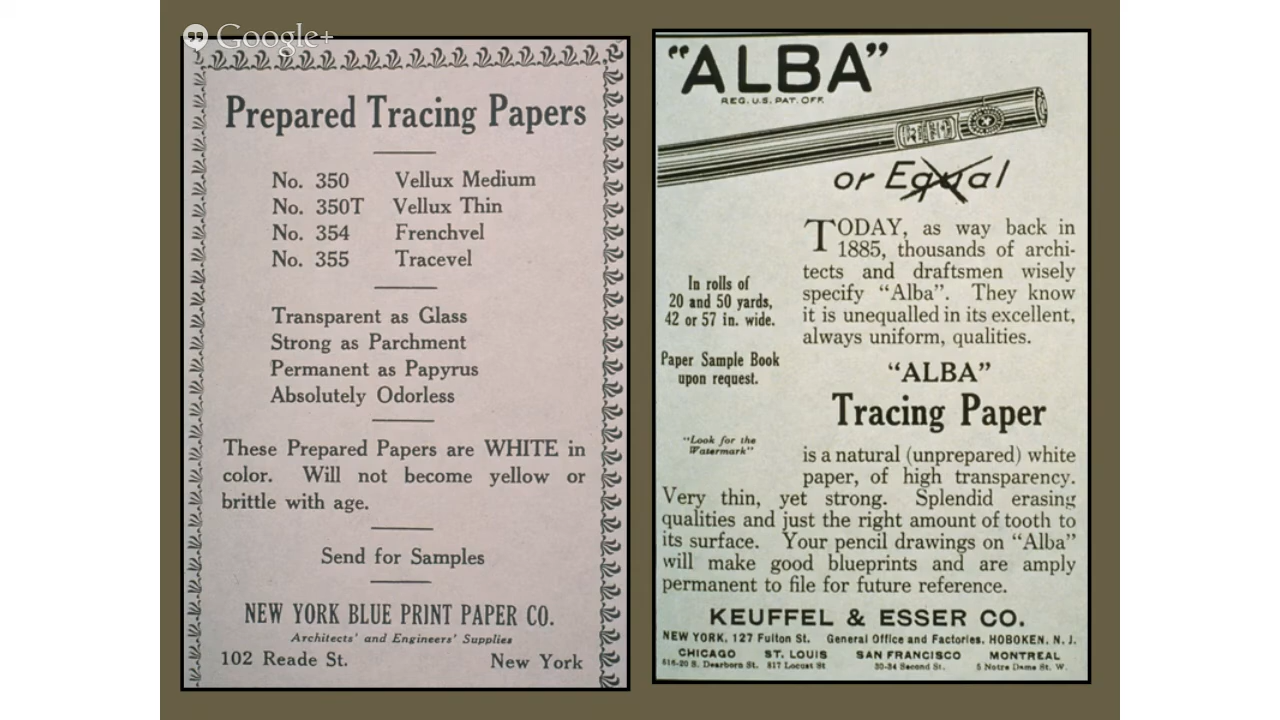 Google+
Prepared Tracing Papers
No. 350 Vellux Medium
No. 350T Vellux Thin
No. 354 Frenchvel
No. 355 Tracevel
Transparent as Glass
Strong as Parchment
Permanent as Papyrus
Absolutely Odorless
These Prepared Papers are WHITE in
color. Will not become yellow or
brittle with age.
Send for Samples
NEW YORK BLUE PRINT PAPER CO.
Architects' and Engineers' Supplies
102 Reade St. New York
"ALBA"
REG. U.S. PAT. OFF.
or Equal
TODAY, as way back in
1885, thousands of archi-
tects and draftsmen wisely
specify "Alba". They know
it is unequalled in its excellent,
always uniform, qualities.
In rolls of
20 and 50 yards,
42 or 57 in. wide.
Paper Sample Book
upon request.
"Look for the
Watermark"
"ALBA"
Tracing Paper
is a natural (unprepared) white
paper, of high transparency.
Very thin, yet strong. Splendid erasing
qualities and just the right amount of tooth to
its surface. Your pencil drawings on "Alba"
will make good blueprints and are amply
permanent to file for future reference.
KEUFFEL & ESSER CO.
NEW YORK, 127 Fulton St. General Office and Factories, HOBOKEN, N. J.
CHICAGO ST. LOUIS SAN FRANCISCO MONTREAL
516-20 S. Dearborn St. 817 Locust St. 30-34 Second St. 5 Notre Dame St. W.